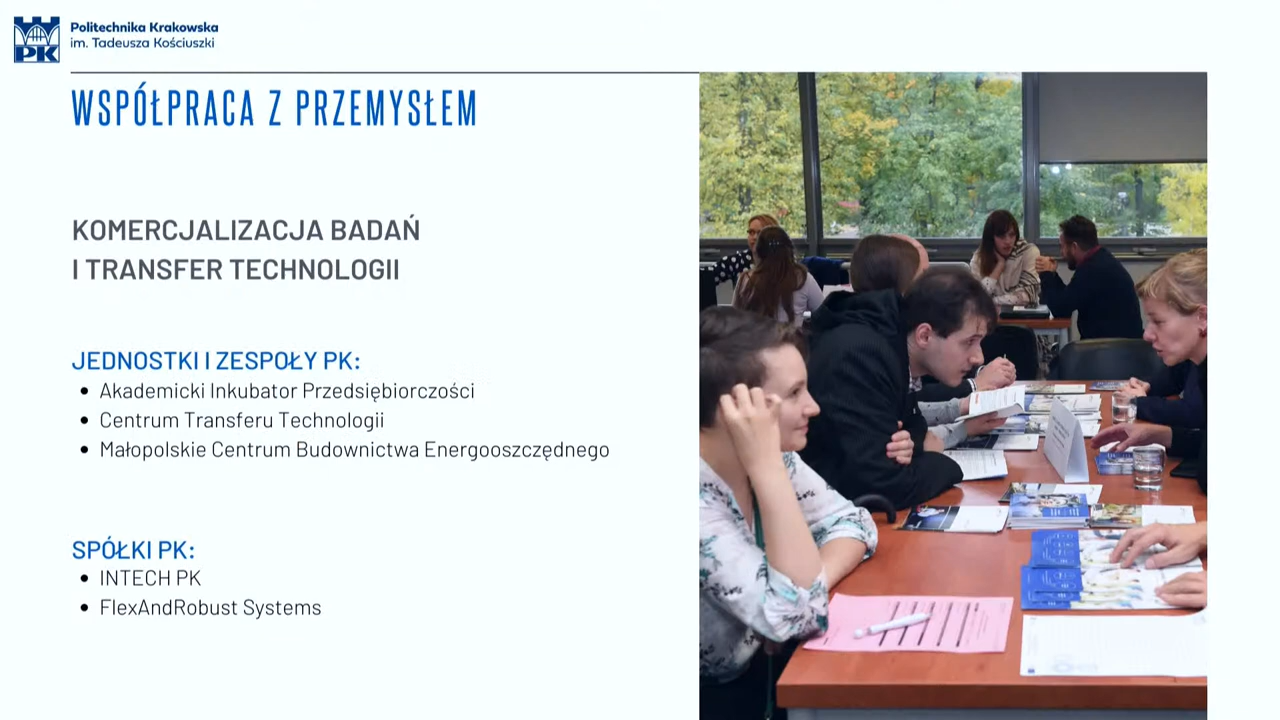 Politechnika Krakowska
im. Tadeusza Kościuszki
PK
WSPÓŁPRACA Z PRZEMYSŁEM
KOMERCJALIZACJA BADAŃ
I TRANSFER TECHNOLOGII
JEDNOSTKI I ZESPOŁY PK:
• Akademicki Inkubator Przedsiębiorczości
• Centrum Transferu Technologii
• Małopolskie Centrum Budownictwa Energooszczędnego
SPÓŁKI PK:
• INTECH PK
• FlexAndRobust Systems